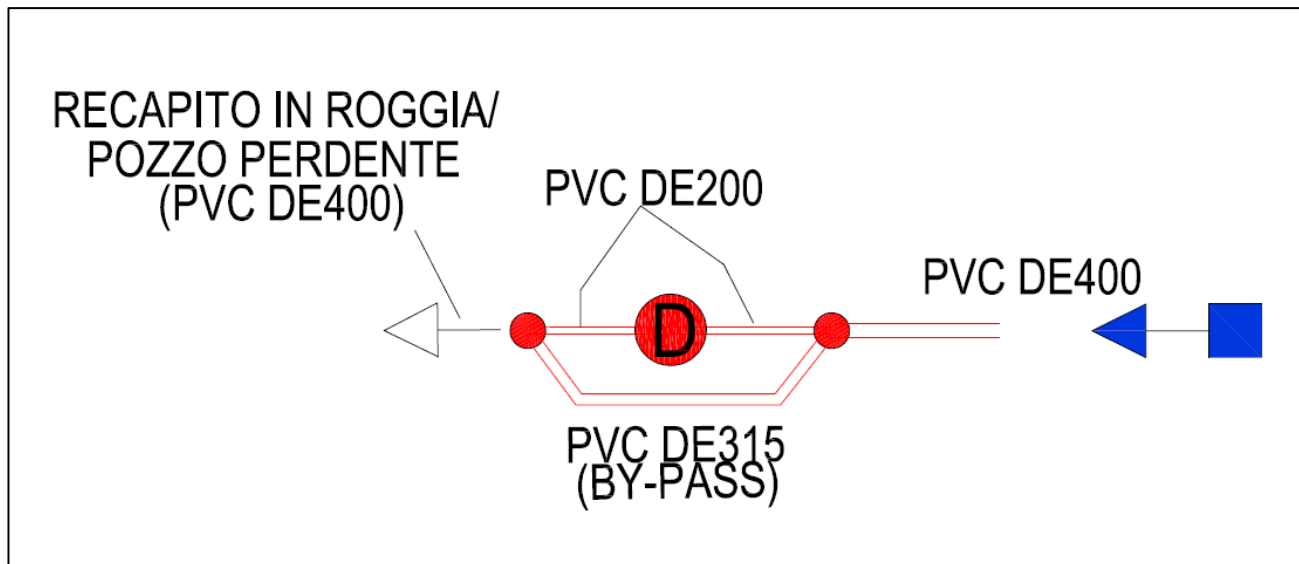 RECAPITO IN ROGGIA/
POZZO PERDENTE
(PVC DE400)
PVC DE200
PVC DE400
D
PVC DE315
(BY-PASS)